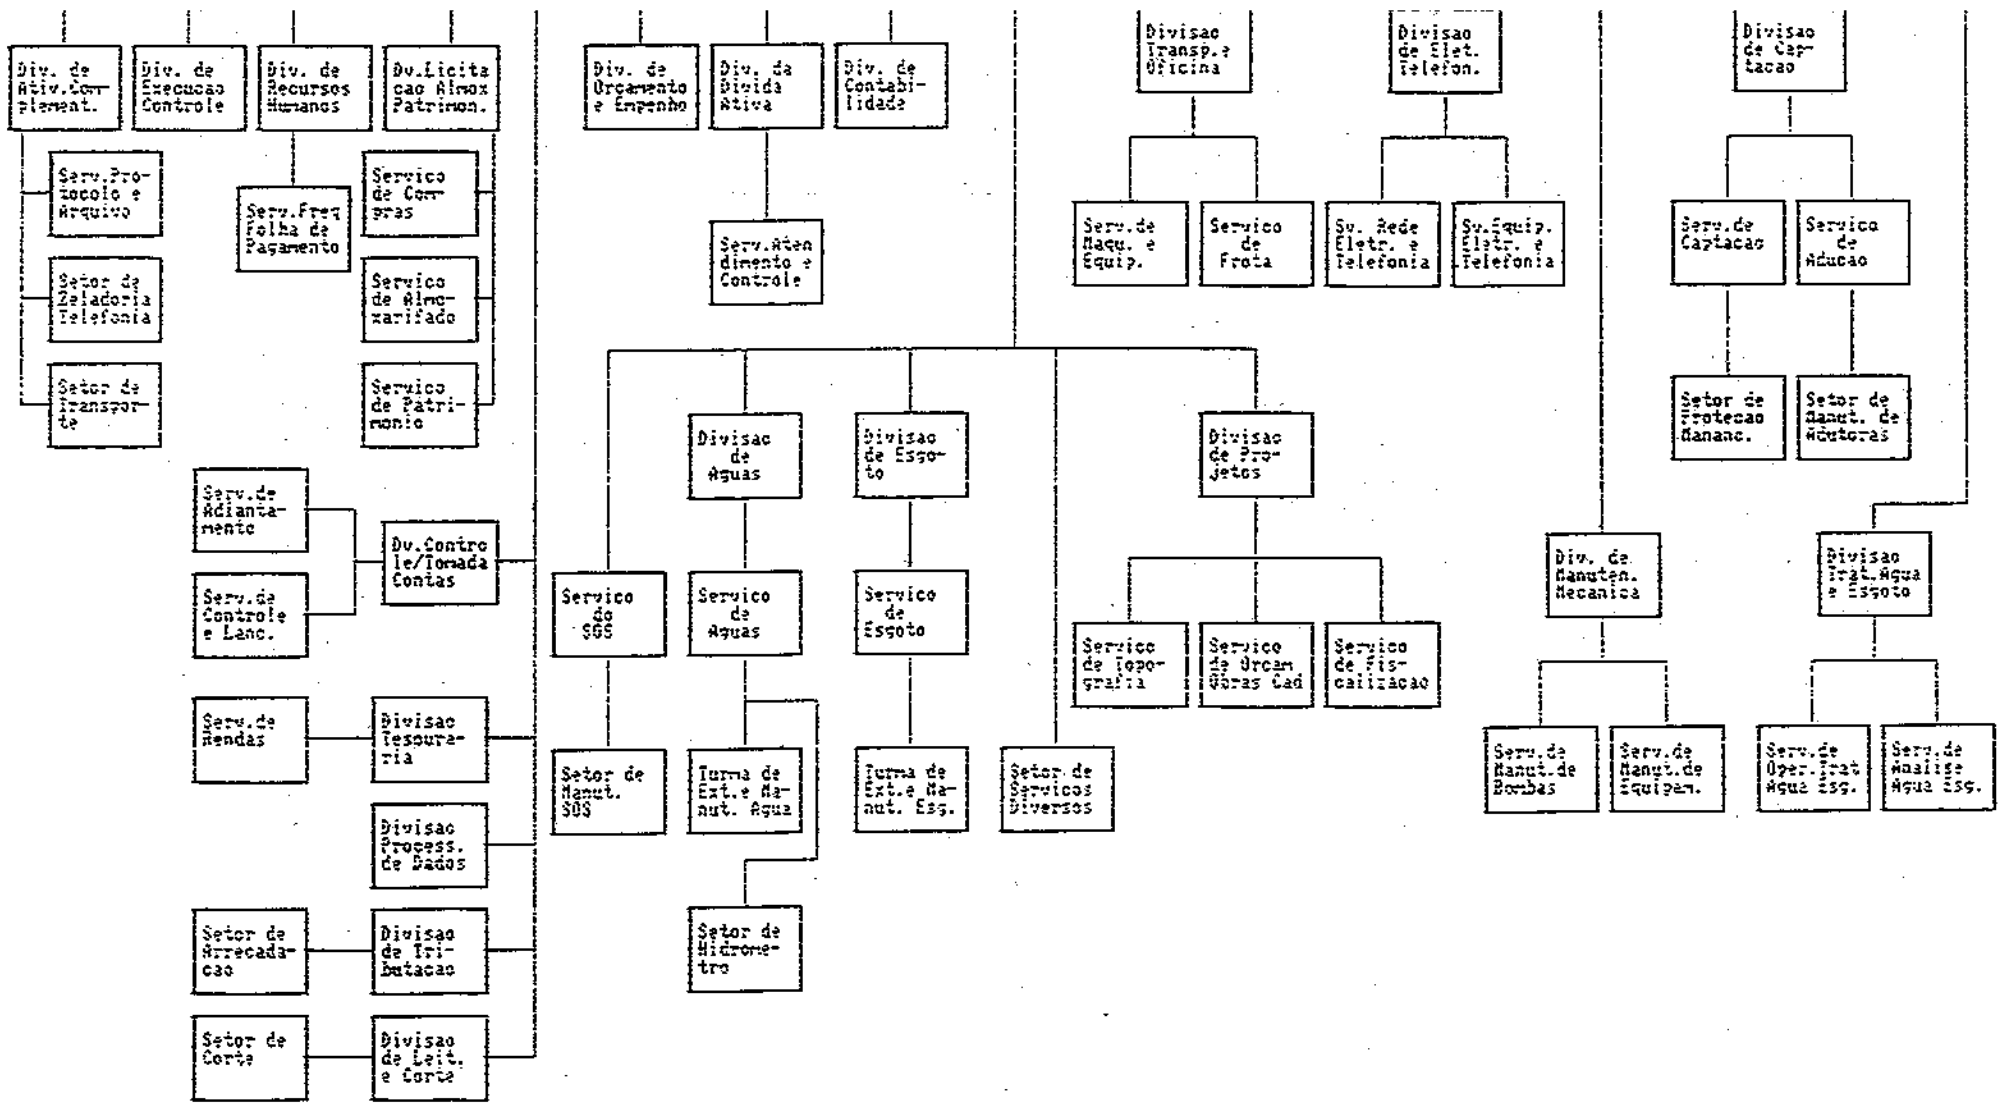 Div. de
Ativ.Com-
plement.
Div. de
Execucao
Controle
Div. de
Recursos
Humanos
Dv.Licita
cao Almox
Patrimon.
Div. de
Orcamento
e Empenho
Div. da
Divida
Ativa
Div. de
Contabi-
lidade
Divisao
Transp.e
Oficina
Divisao
de Elet.
Telefon.
Divisao
de Cap-
tacao
Serv.Pro-
tocolo e
Arquivo
Serv.Freq
Folha de
Pagamento
Servico
de Com-
pras
Setor de
Zeladoria
Telefonia
Servico
de Almo-
xarifado
Setor de
Transpor-
te
Servico
de Patri-
monio
Serv.Aten
dimento e
Controle
Serv.de
Maqu. e
Equip.
Servico
de
Frota
Sv. Rede
Eletr. e
Telefonia
Sv.Equip.
Eletr. e
Telefonia
Serv.de
Captacao
Servico
de
Aducao
Setor de
Protecao
Mananc.
Setor de
Manut. de
Adutoras
Divisao
de
Aguas
Divisao
de Esgo-
to
Divisao
de Pro-
jetos
Serv.de
Adianta-
mento
Dv.Contro
le/Tomada
Contas
Serv.de
Controle
e Lanc.
Servico
do
SOS
Servico
de
Aguas
Servico
de
Esgoto
Div. de
Manuten.
Mecanica
Divisao
Trat.Agua
e Esgoto
Servico
de Topo-
grafia
Servico
de Orcam
Obras Cad
Servico
de Fis-
calizacao
Serv.de
Rendas
Divisao
Tesoura-
ria
Setor de
Manut.
SOS
Turma de
Ext.e Ma-
nut. Agua
Turma de
Ext.e Ma-
nut. Esg.
Setor de
Servicos
Diversos
Serv.de
Manut.de
Bombas
Serv.de
Manut.de
Equipam.
Serv.de
Oper.Trat
Agua Esg.
Serv.de
Analise
Agua Esg.
Divisao
Process.
de Dados
Setor de
Arrecada-
cao
Divisao
de Tri-
butacao
Setor de
Hidrome-
tro
Setor de
Corte
Divisao
de Leit.
e Corte